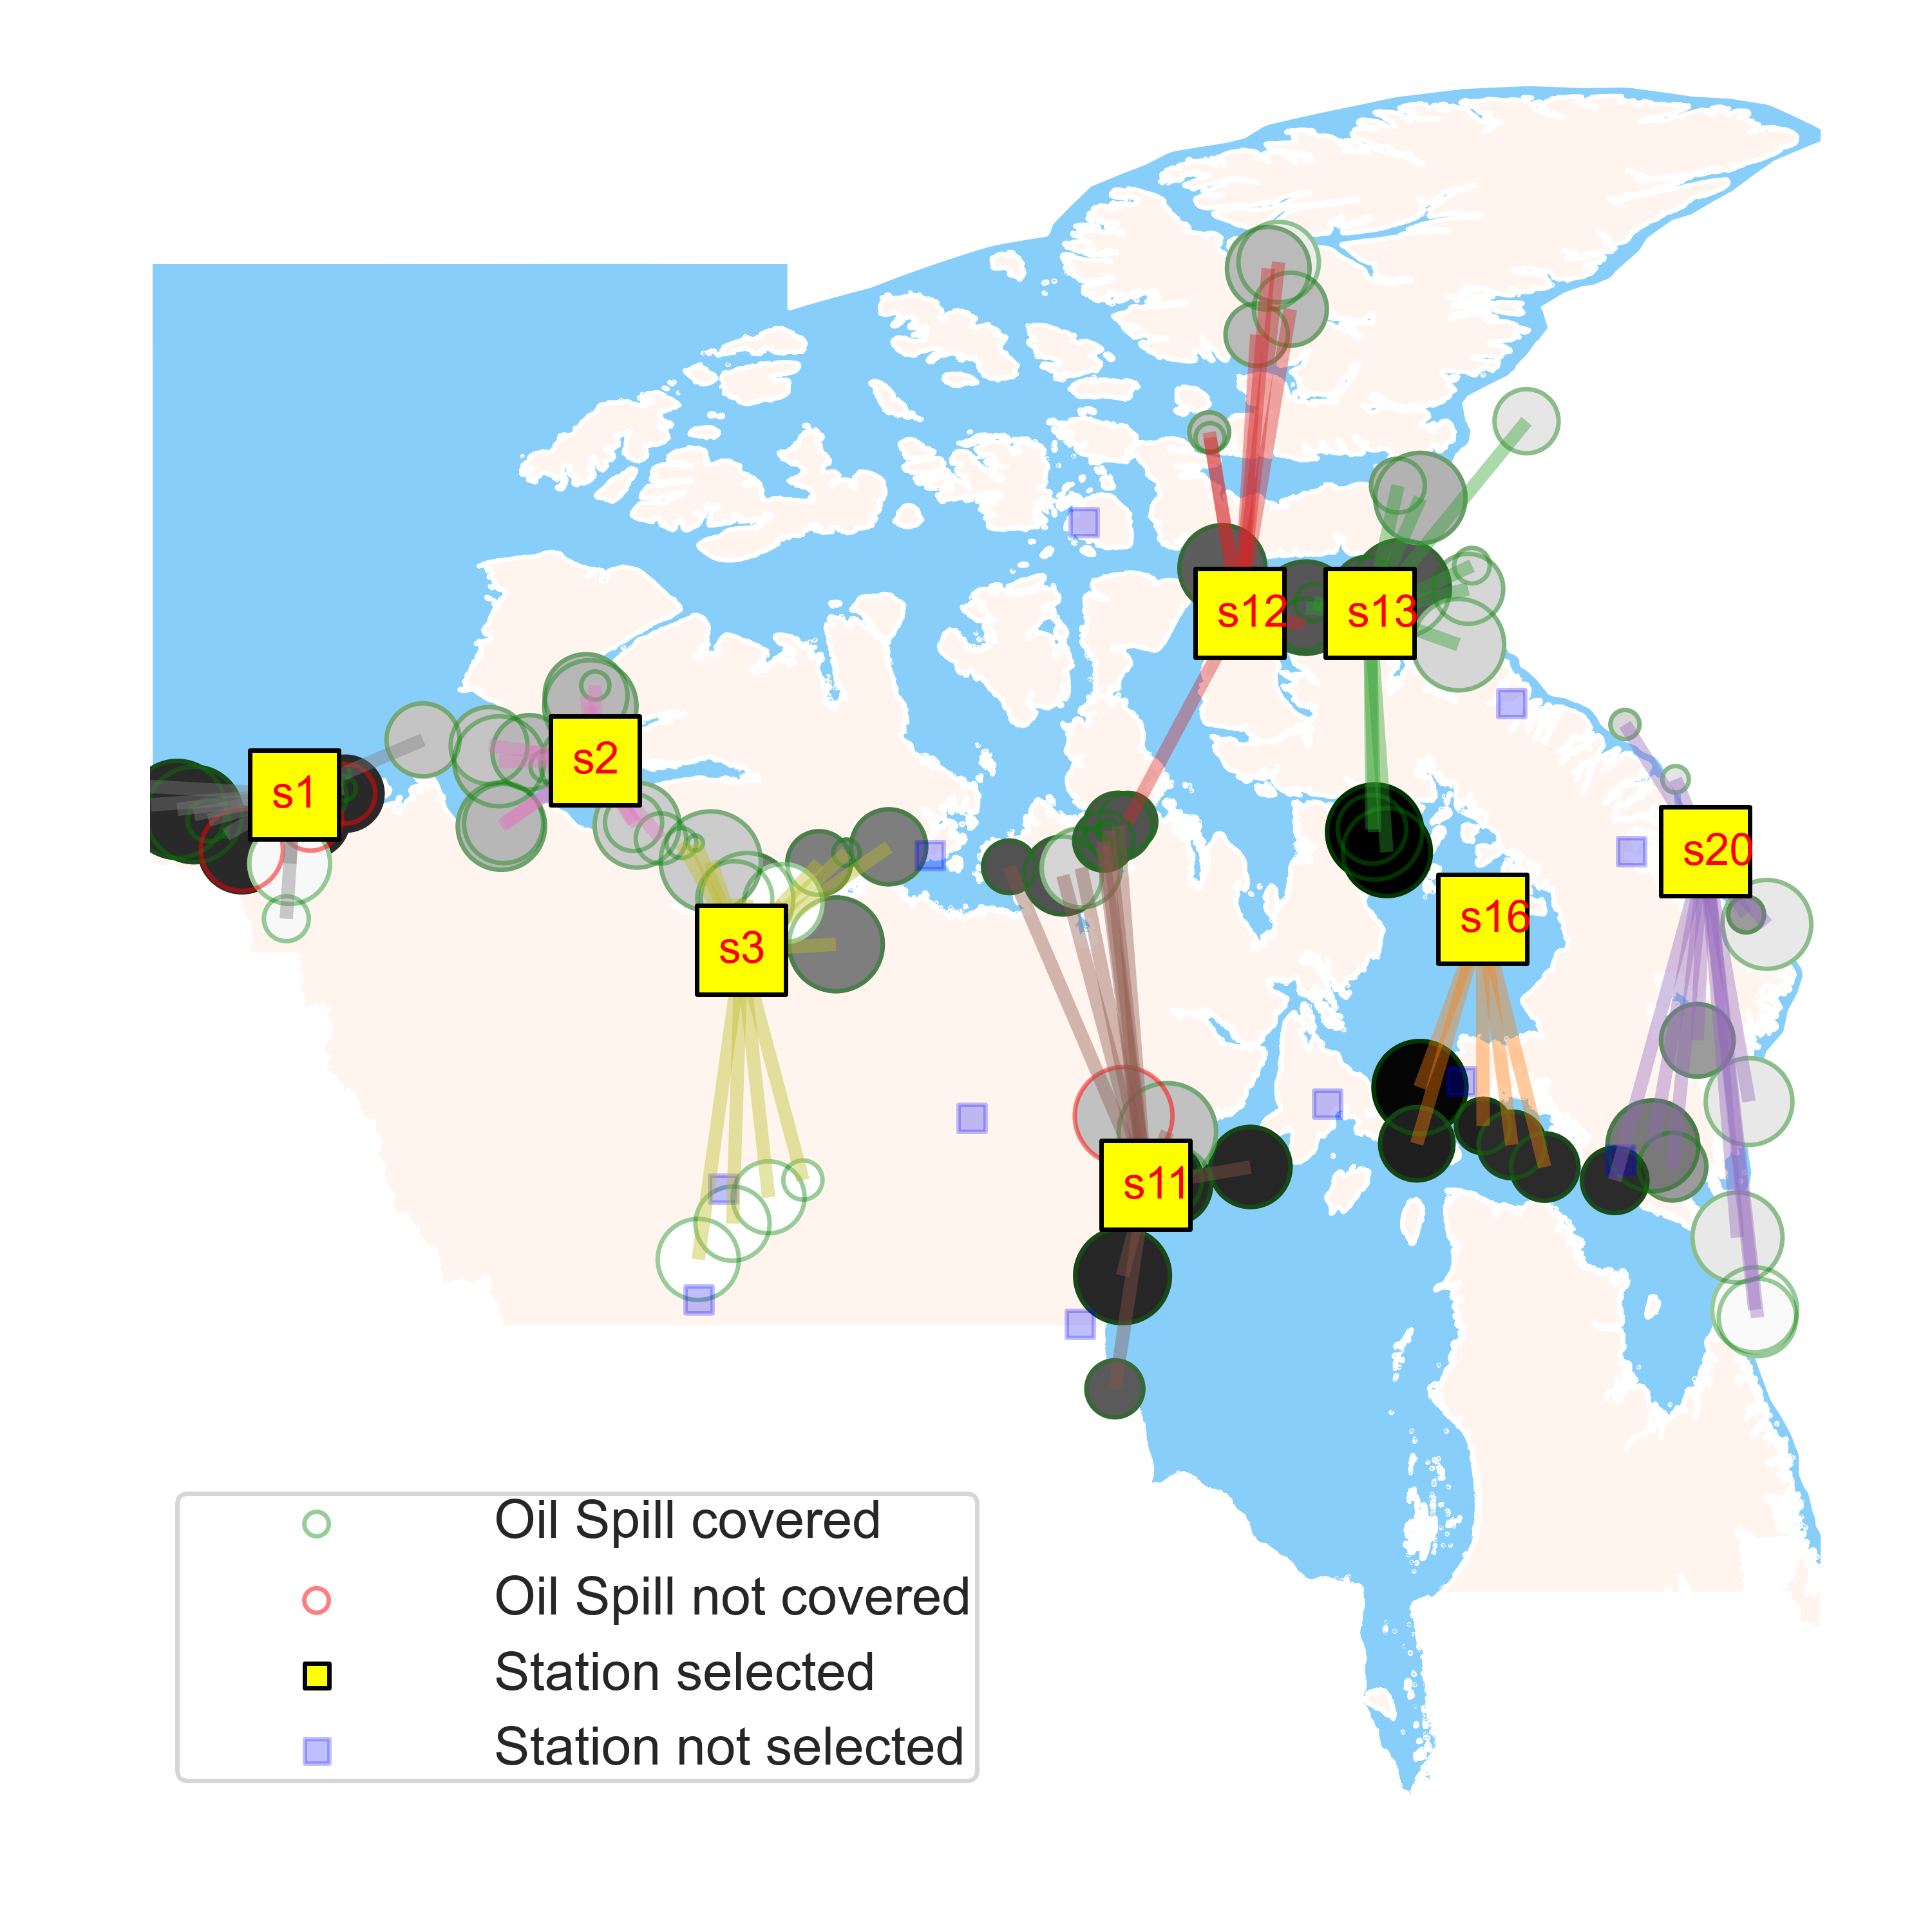 s12 s13
s2
s1
s20
s16
s3
s11
Oil Spill covered
Oil Spill not covered
Station selected
Station not selected